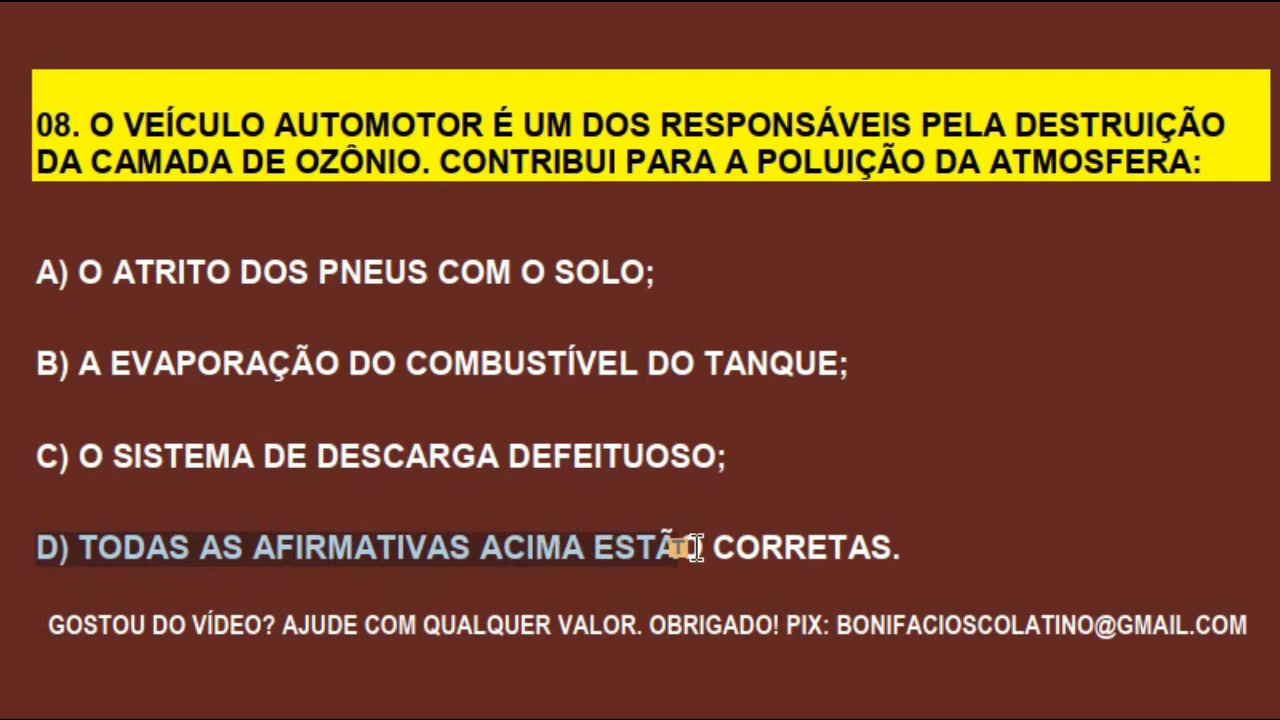 08. O VEÍCULO AUTOMOTOR É UM DOS RESPONSÁVEIS PELA DESTRUIÇÃO
DA CAMADA DE OZÔNIO. CONTRIBUI PARA A POLUIÇÃO DA ATMOSFERA:
A) O ATRITO DOS PNEUS COM O SOLO;
B) A EVAPORAÇÃO DO COMBUSTÍVEL DO TANQUE;
C) O SISTEMA DE DESCARGA DEFEITUOSO;
D) TODAS AS AFIRMATIVAS ACIMA ESTÃO CORRETAS.
GOSTOU DO VÍDEO? AJUDE COM QUALQUER VALOR. OBRIGADO! PIX: BONIFACIOSCOLATINO@GMAIL.COM